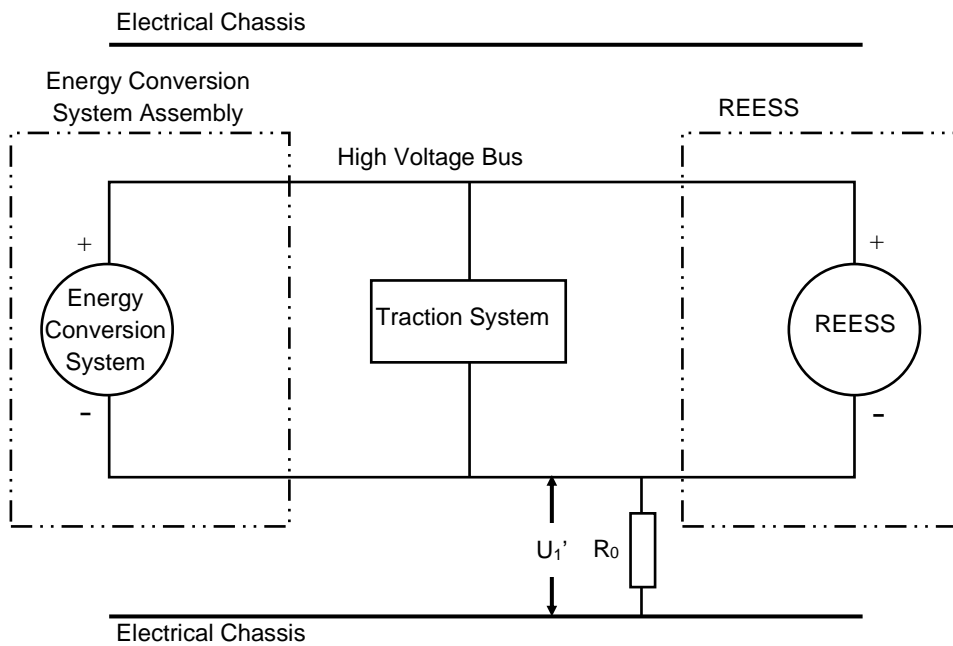 Electrical Chassis
Energy Conversion
System Assembly
REESS
High Voltage Bus
+
+
Energy
Conversion
System
Traction System
REESS
-
-
U₁’
R₀
Electrical Chassis